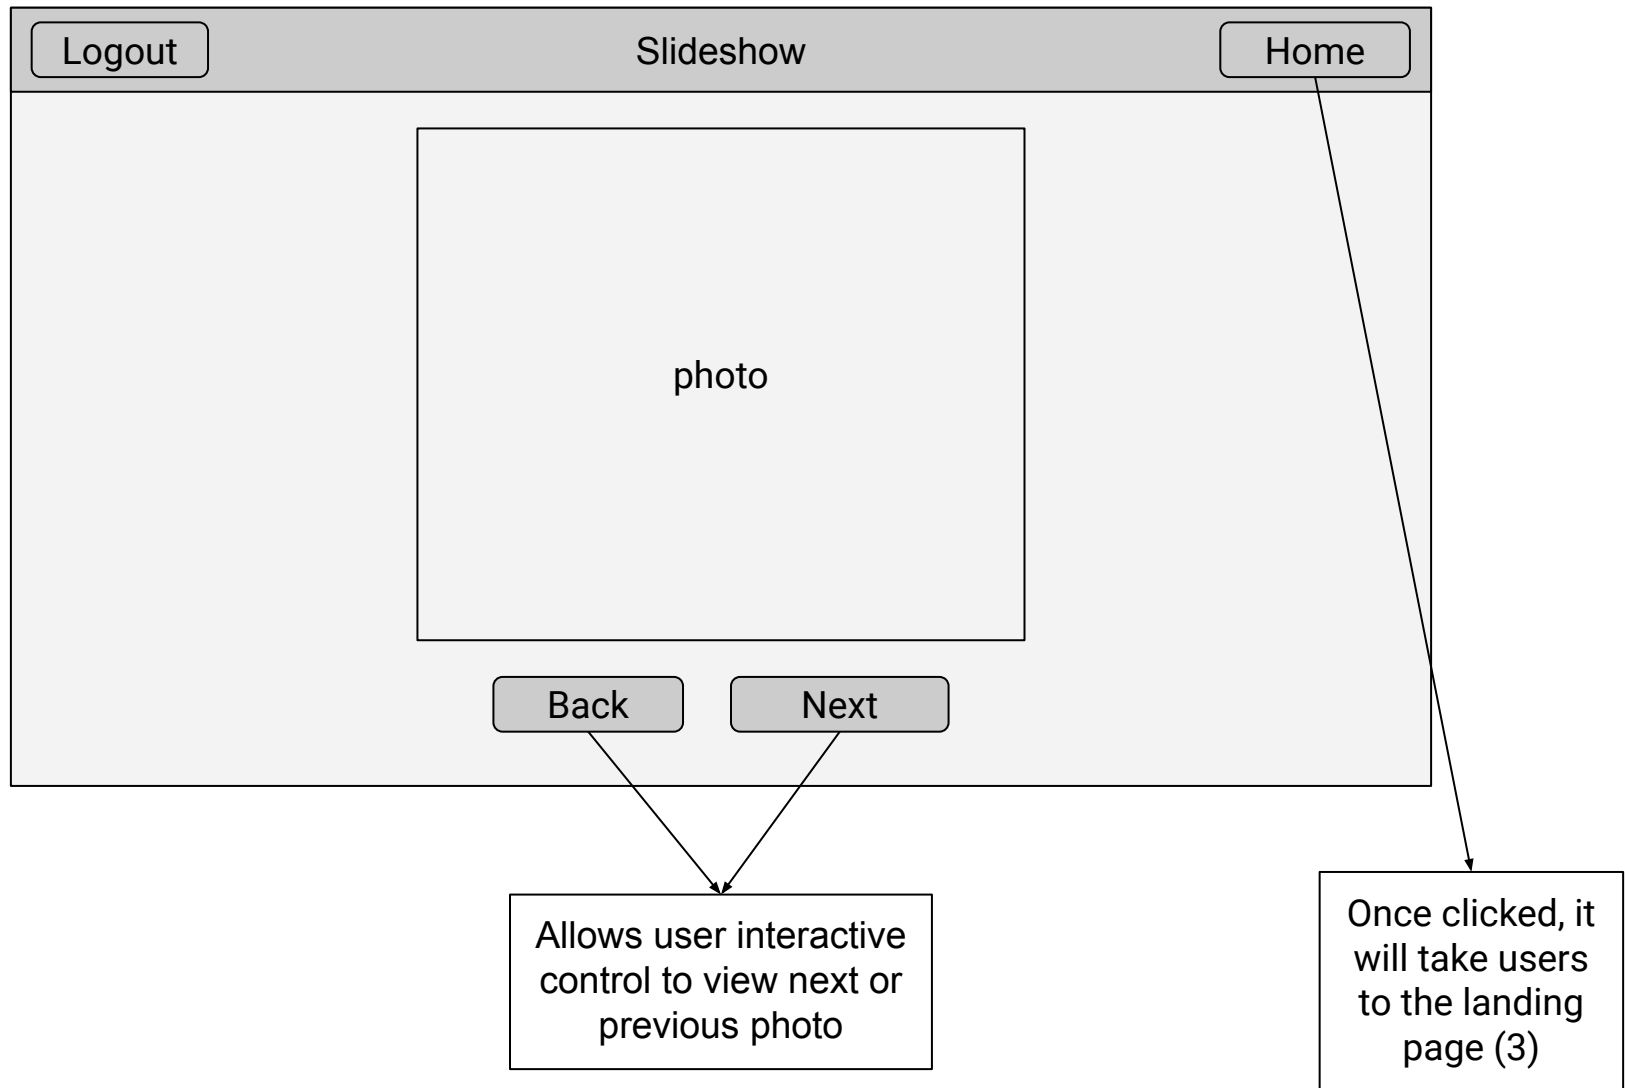 Logout
Slideshow
Home
photo
Back
Next
Allows user interactive
control to view next or
previous photo
Once clicked, it
will take users
to the landing
page (3)